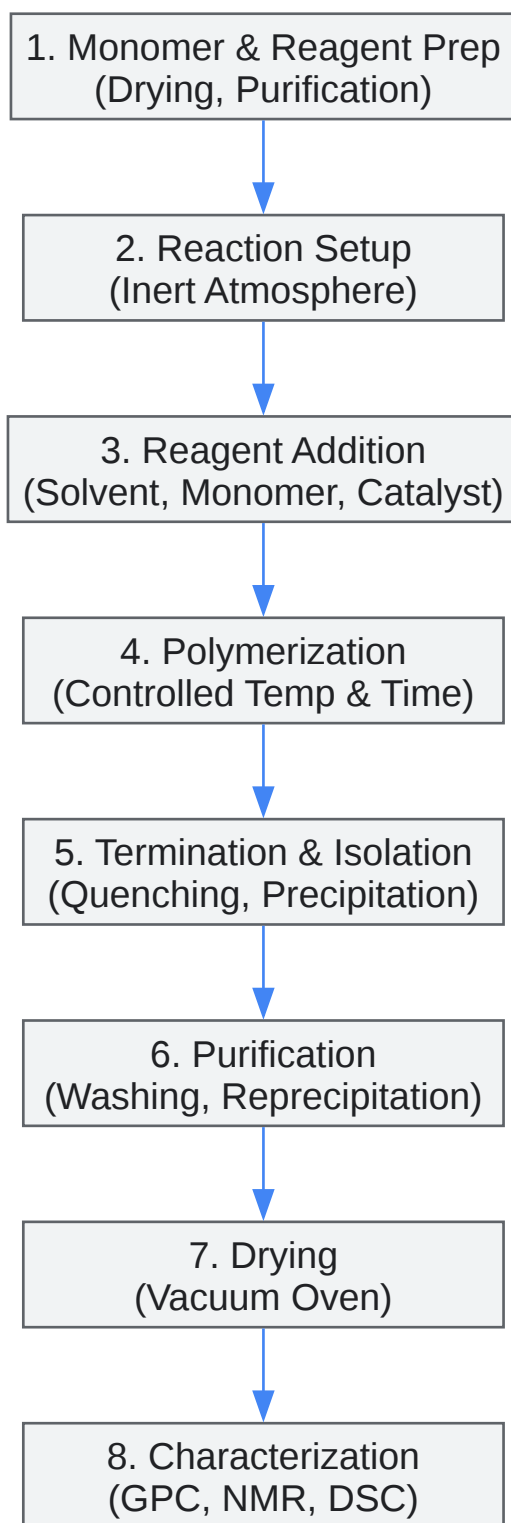 1. Monomer & Reagent Prep
(Drying, Purification)
2. Reaction Setup
(Inert Atmosphere)
3. Reagent Addition
(Solvent, Monomer, Catalyst)
4. Polymerization
(Controlled Temp & Time)
5. Termination & Isolation
(Quenching, Precipitation)
6. Purification
(Washing, Reprecipitation)
7. Drying
(Vacuum Oven)
8. Characterization
(GPC, NMR, DSC)